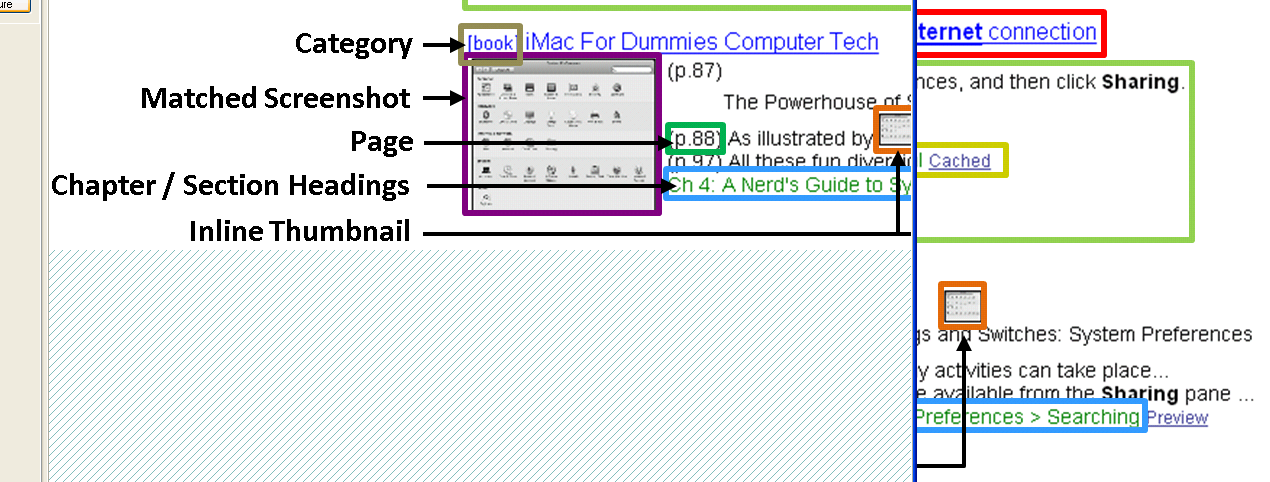 ure
Category
[book] iMac For Dummies Computer Tech
ternet connection
Matched Screenshot
(p.87)
The Powerhouse of
nces, and then click Sharing.
Page
(p.88) As illustrated by
(p.97) All these fun
Cached
Chapter / Section Headings
Ch 4: A Nerd's Guide to Sy
Inline Thumbnail
gs and Switches: System Preferences
y activities can take place...
e available from the Sharing pane ...
Preferences > Searching Preview